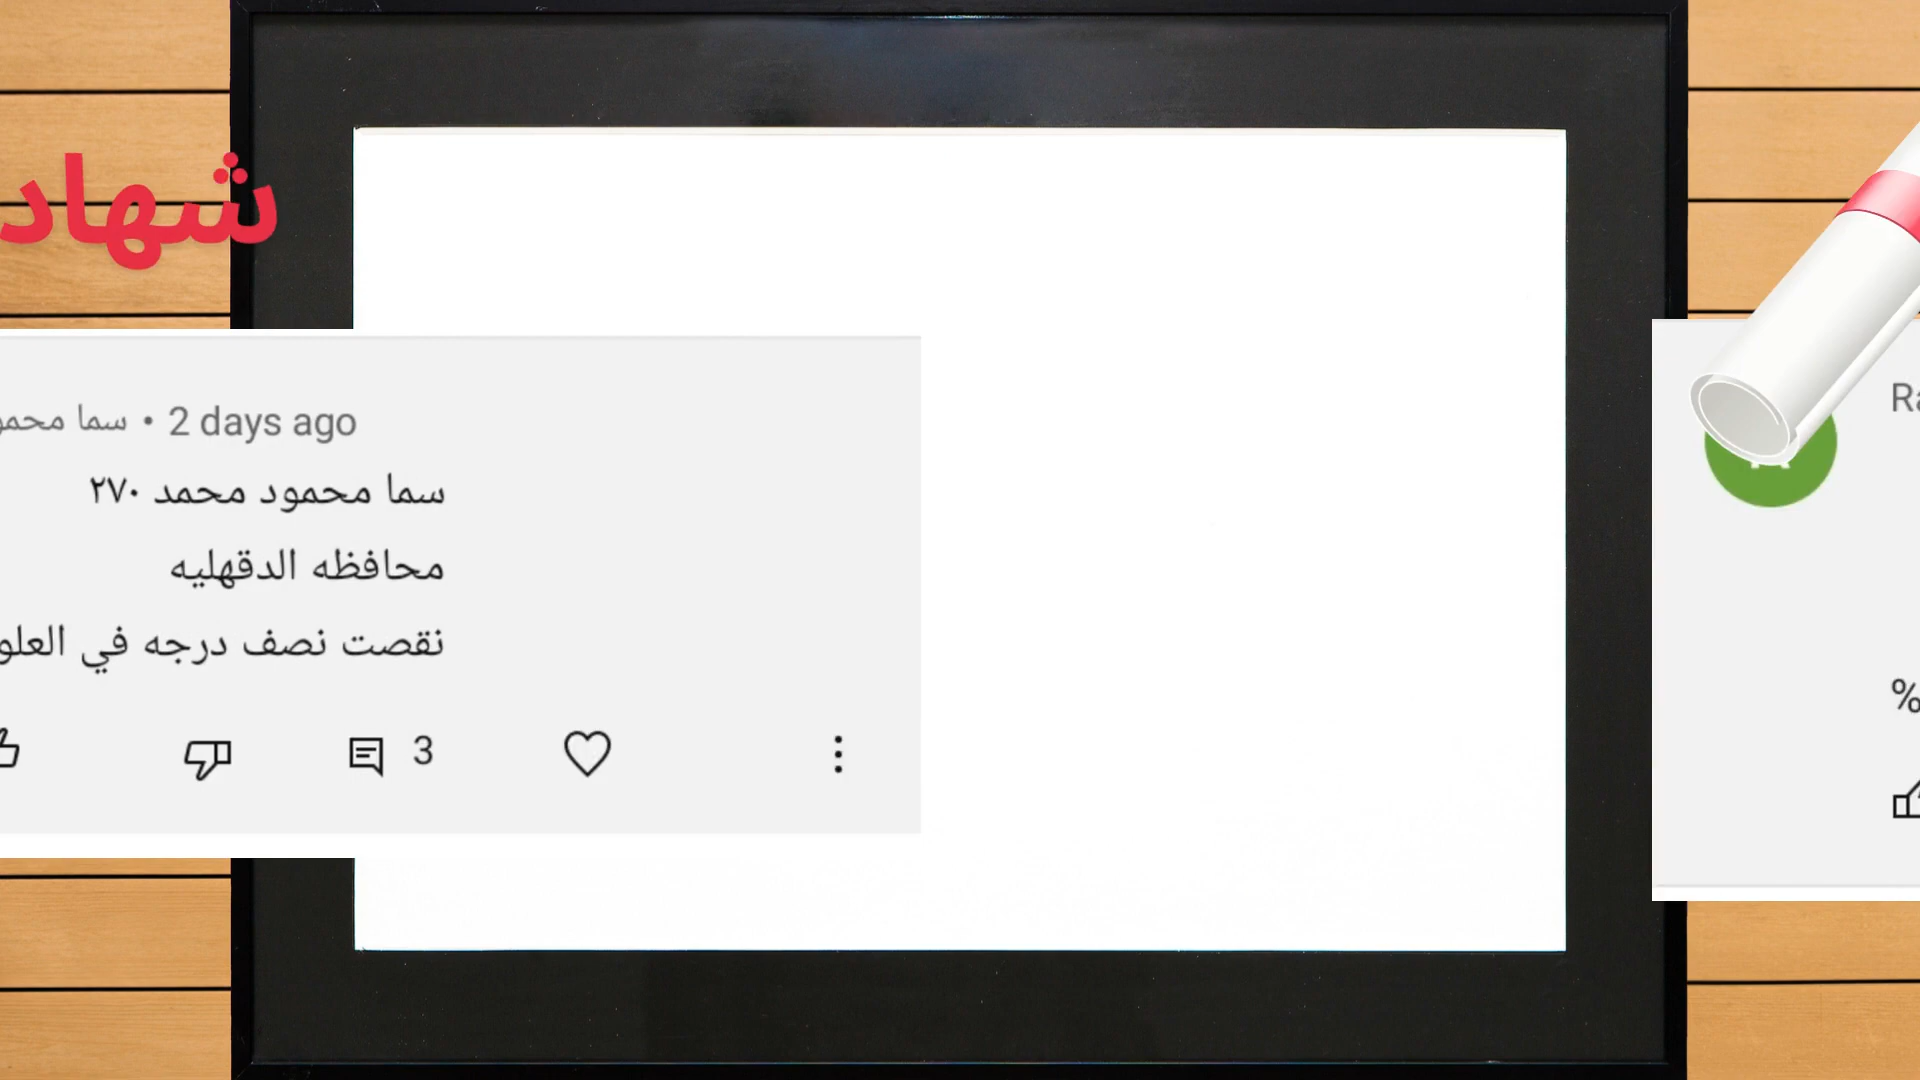 شهاد
سما محمو • 2 days ago
سما محمود محمد ٢٧٠
محافظه الدقهليه
نقصت نصف درجه في العلو
3
Ra
%